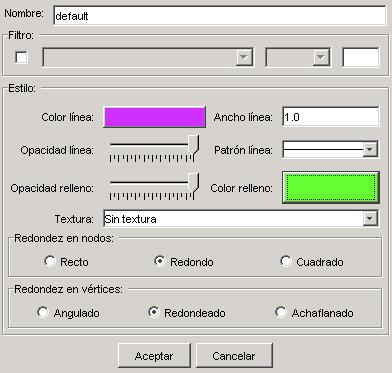 Nombre: default
Filtro:
Estilo:
Color línea: Ancho línea: 1.0
Opacidad línea: Patrón línea:
Opacidad relleno: Color relleno:
Textura: Sin textura
Redondez en nodos:
Recto Redondo Cuadrado
Redondez en vértices:
Angulado Redondeado Achaflanado
Aceptar Cancelar